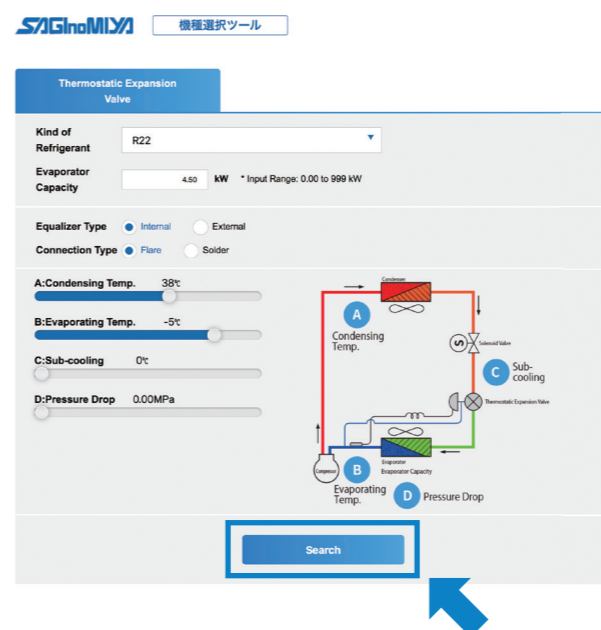 SAGInoMIYA
機種選択ツール
Thermostatic Expansion
Valve
Kind of
Refrigerant
R22
Evaporator
Capacity
4.50 kW * Input Range: 0.00 to 999 kW
Equalizer Type Internal External
Connection Type Flare Solder
A:Condensing Temp. 38℃
B:Evaporating Temp. -5℃
C:Sub-cooling 0℃
D:Pressure Drop 0.00MPa
Condenser
A
Condensing
Temp.
S
Solenoid Valve
C
Sub-
cooling
Thermostatic Expansion Valve
Compressor
B
Evaporating
Temp.
Evaporator
Evaporator Capacity
D
Pressure Drop
Search